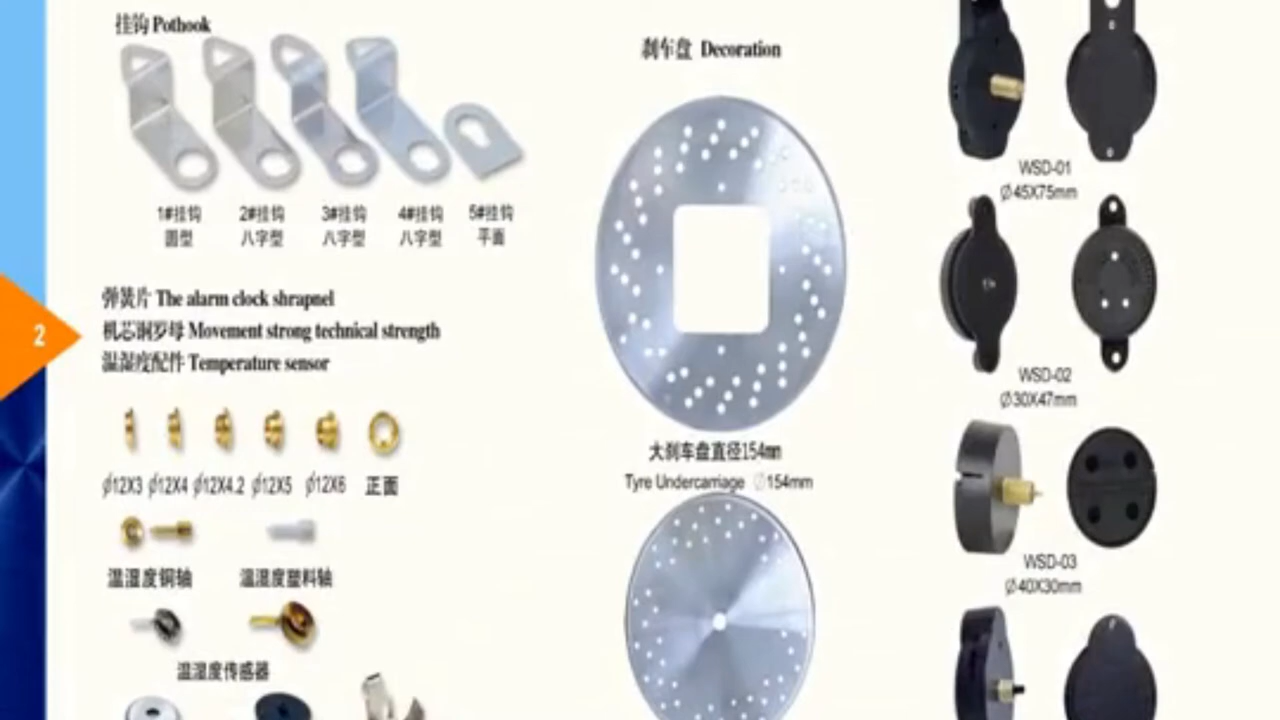 挂钩 Pothook
1#挂钩
圆型
2#挂钩
八字型
3#挂钩
八字型
4#挂钩
八字型
5#挂钩
平面
弹簧片 The alarm clock shrapnel
机芯铜罗母 Movement strong technical strength
温湿度配件 Temperature sensor
2
ϕ12X3 ϕ12X4 ϕ12X4.2 ϕ12X5 ϕ12X6 正面
温湿度铜轴
温湿度塑料轴
温湿度传感器
刹车盘 Decoration
大刹车盘直径154mm
Tyre Undercarriage ∅154mm
WSD-01
∅45X75mm
WSD-02
∅30X47mm
WSD-03
∅40X30mm